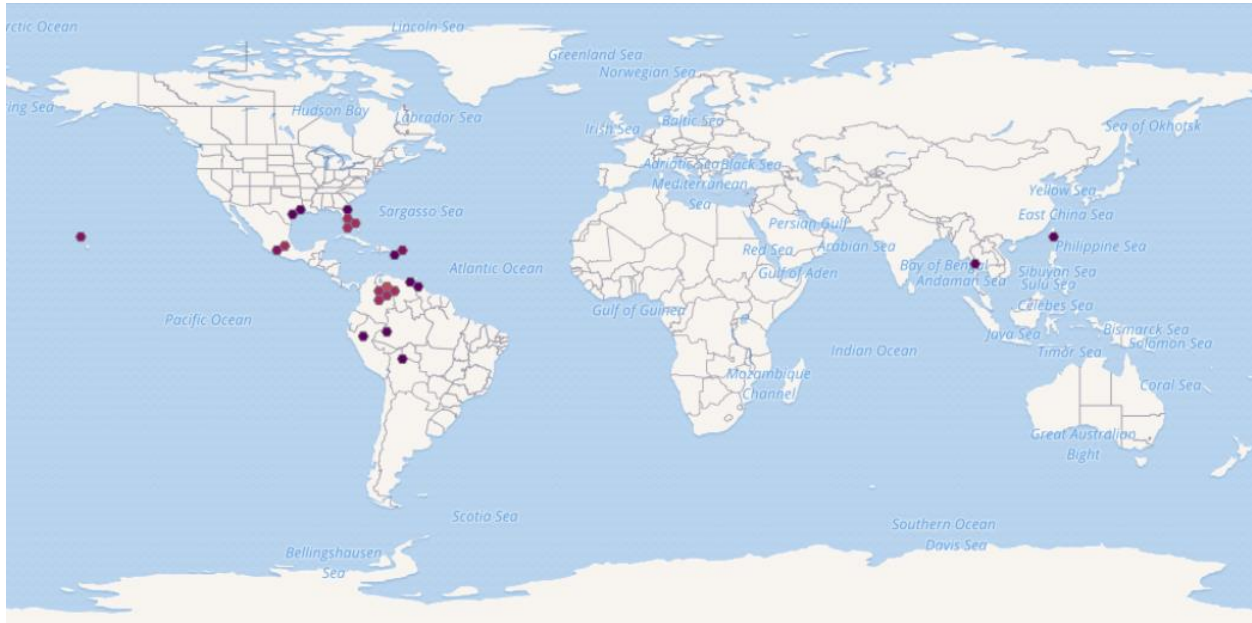 rctic Ocean
Lincoln Sea
Greenland Sea
Norwegian Sea
ring Sea
Hudson Bay
Labrador Sea
Irish Sea
Baltic Sea
Sea of Okhotsk
Adriatic Sea
Black Sea
Mediterranean
Sea
Yellow Sea
Sargasso Sea
East China Sea
Persian Gulf
Red Sea
Arabian Sea
Philippine Sea
Atlantic Ocean
Gulf of Aden
Bay of Bengal
Andaman Sea
Sibuyan Sea
Sulu Sea
Pacific Ocean
Gulf of Guinea
Celebes Sea
Java Sea
Bismarck Sea
Solomon Sea
Indian Ocean
Timor Sea
Mozambique
Channel
Coral Sea
Great Australian
Bight
Scotia Sea
Southern Ocean
Davis Sea
Bellingshausen
Sea